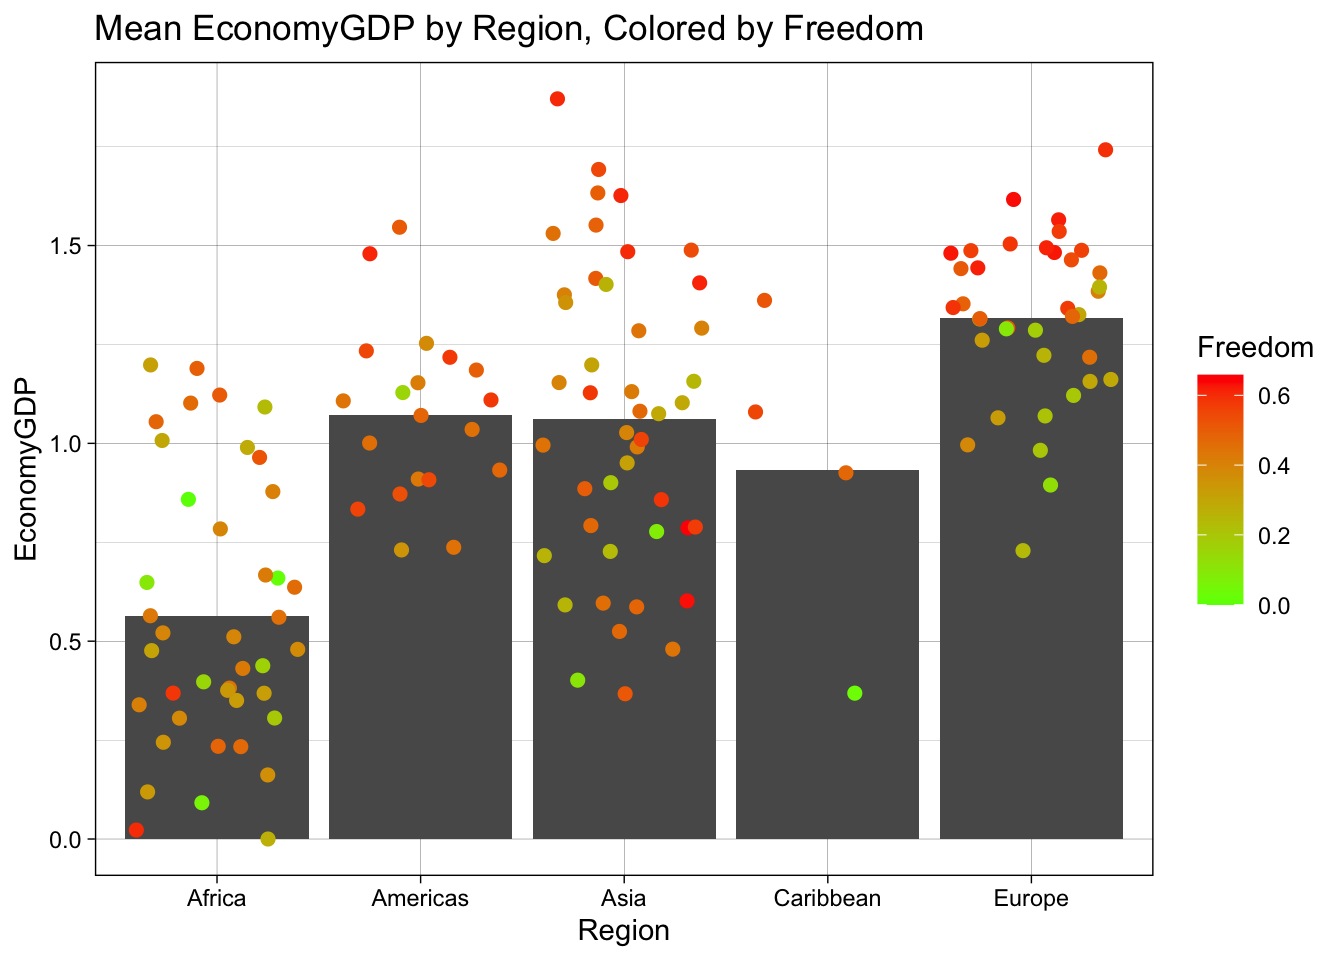 Mean EconomyGDP by Region, Colored by Freedom
EconomyGDP
1.5
1.0
0.5
0.0
Africa Americas Asia Caribbean Europe
Region
Freedom
0.6
0.4
0.2
0.0